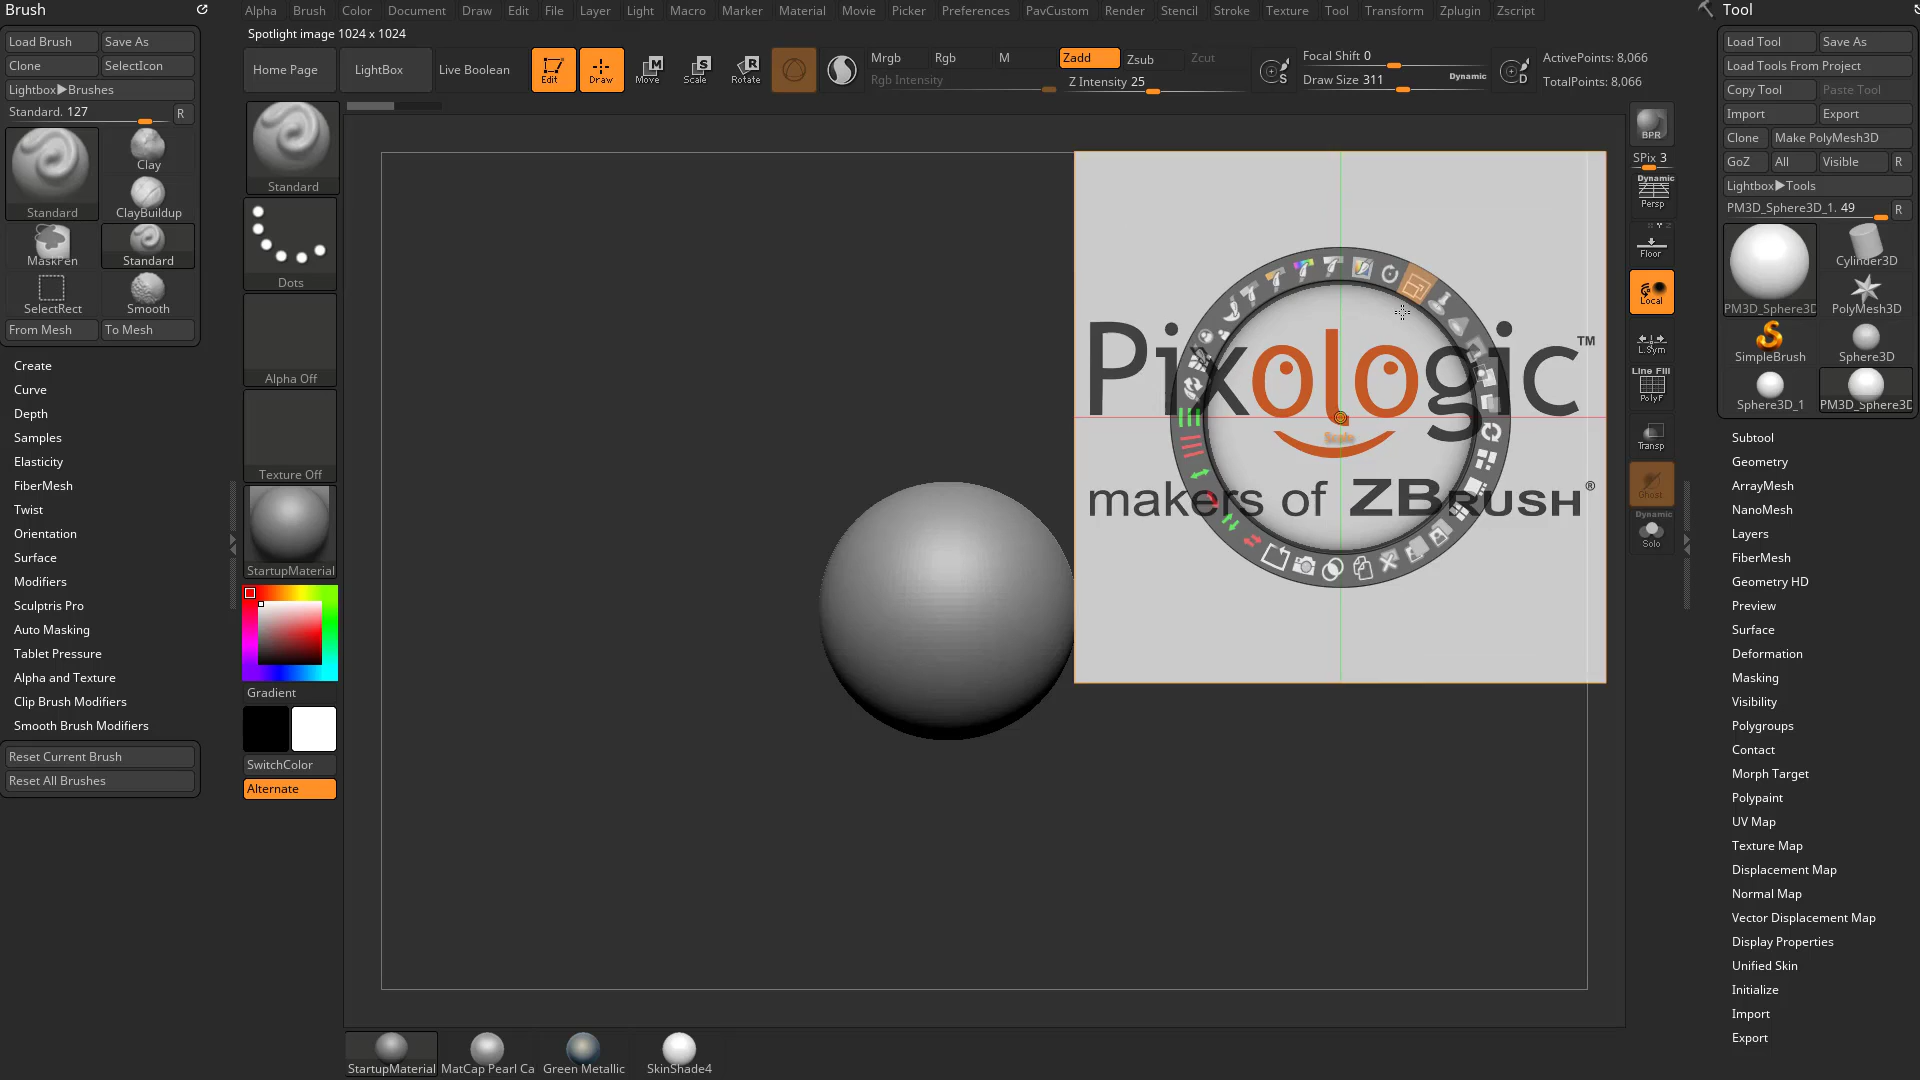 Brush
Alpha Brush Color Document Draw Edit File Layer Light Macro Marker Material Movie Picker Preferences PavCustom Render Stencil Stroke Texture Tool Transform Zplugin Zscript
Tool
Spotlight image 1024 x 1024
Load Brush Save As
Clone SelectIcon
Lightbox▶Brushes
Standard. 127 R
Standard
Clay
ClayBuildup
MaskPen Standard
SelectRect Smooth
From Mesh To Mesh
Create
Curve
Depth
Samples
Elasticity
FiberMesh
Twist
Orientation
Surface
Modifiers
Sculptris Pro
Auto Masking
Tablet Pressure
Alpha and Texture
Clip Brush Modifiers
Smooth Brush Modifiers
Reset Current Brush
Reset All Brushes
Home Page LightBox Live Boolean
Edit Draw Move Scale Rotate
M S R
Mrgb Rgb M
Rgb Intensity
Zadd Zsub Zcut
Z Intensity 25
S
Focal Shift 0
Draw Size 311 Dynamic
D
ActivePoints: 8,066
TotalPoints: 8,066
Standard
Dots
Alpha Off
Texture Off
StartupMaterial
Gradient
SwitchColor
Alternate
Pixologic™
Scale
makers of ZBRUSH®
StartupMaterial MatCap Pearl Ca Green Metallic SkinShade4
BPR
SPix 3
Dynamic
Persp
Floor
Local
L.Sym
Line Fill
PolyF
Transp
Ghost
Dynamic
Solo
Load Tool Save As
Load Tools From Project
Copy Tool Paste Tool
Import Export
Clone Make PolyMesh3D
GoZ All Visible R
Lightbox▶Tools
PM3D_Sphere3D_1. 49 R
PM3D_Sphere3D
Cylinder3D
PolyMesh3D
SimpleBrush Sphere3D
Sphere3D_1 PM3D_Sphere3D
Subtool
Geometry
ArrayMesh
NanoMesh
Layers
FiberMesh
Geometry HD
Preview
Surface
Deformation
Masking
Visibility
Polygroups
Contact
Morph Target
Polypaint
UV Map
Texture Map
Displacement Map
Normal Map
Vector Displacement Map
Display Properties
Unified Skin
Initialize
Import
Export